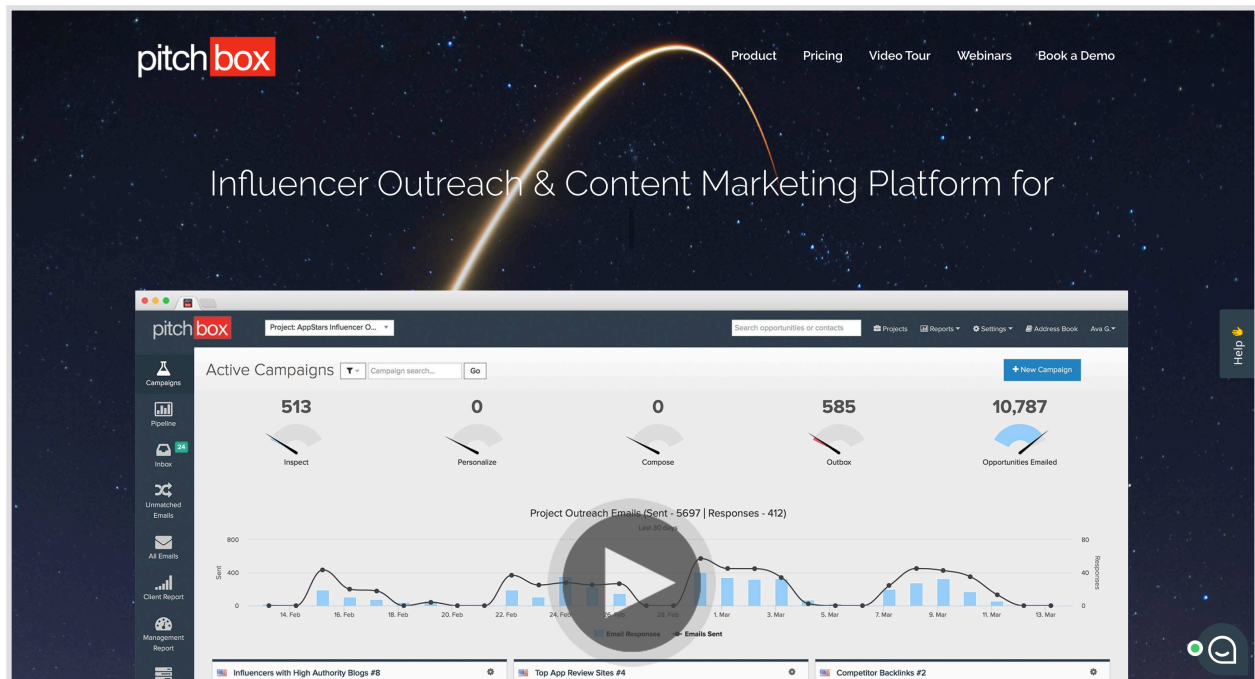 pitchbox
Product Pricing Video Tour Webinars Book a Demo
Influencer Outreach & Content Marketing Platform for
Help
pitchbox
Project: AppStars Influencer O...
Search opportunities or contacts
Projects
Reports
Settings
Address Book
Ava G.
Campaigns
Pipeline
Inbox
24
Unmatched
Emails
All Emails
Client Report
Management
Report
Active Campaigns
Campaign search...
Go
New Campaign
513
Inspect
0
Personalize
0
Compose
585
Outbox
10,787
Opportunities Emailed
Project Outreach Emails (Sent - 5697 | Responses - 412)
Last 30 days
Sent
800
400
0
80
40
0
Responses
14. Feb 16. Feb 18. Feb 20. Feb 22. Feb 24. Feb 26. Feb 28. Feb 1. Mar 3. Mar 5. Mar 7. Mar 9. Mar 11. Mar 13. Mar
Email Responses Emails Sent
Influencers with High Authority Blogs #8
Top App Review Sites #4
Competitor Backlinks #2